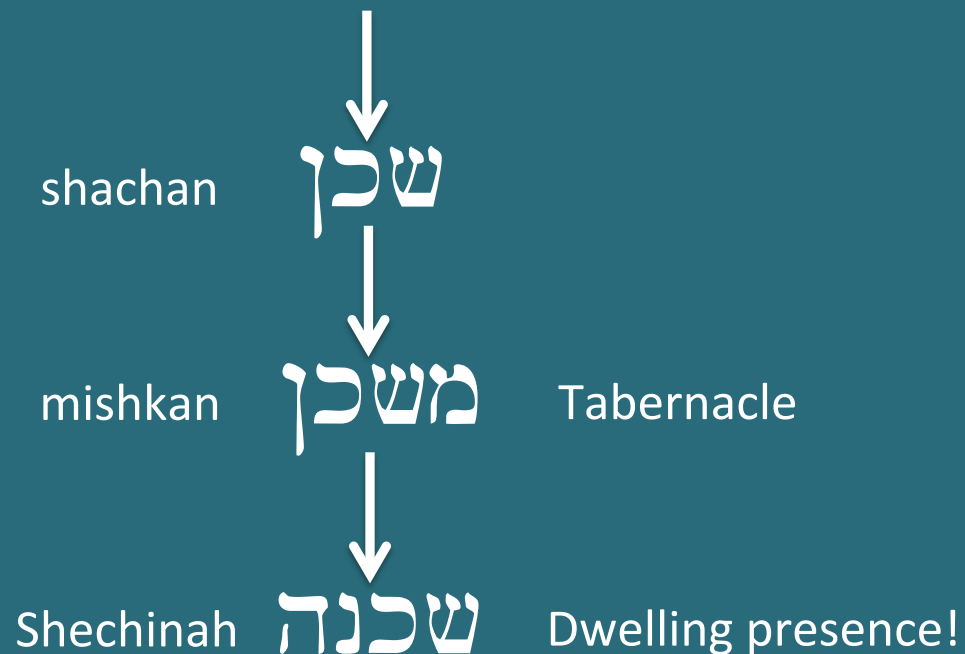 shachan שכן
mishkan משכן Tabernacle
Shechinah שכנה Dwelling presence!